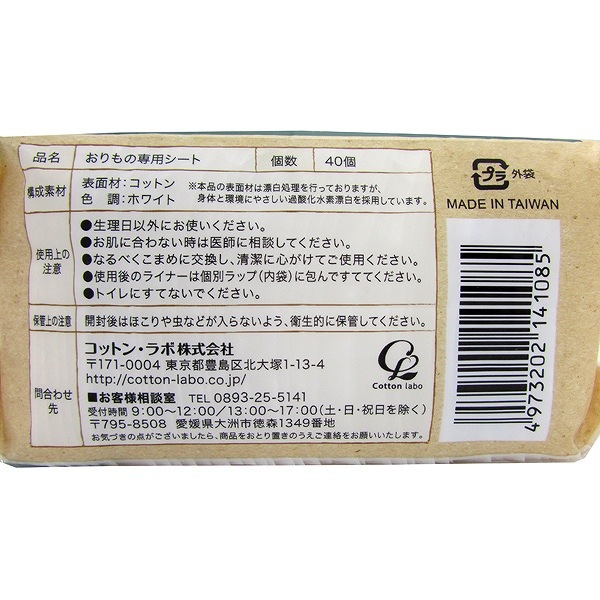 品名 おりもの専用シート 個数 40個
構成素材 表面材：コットン ※本品の表面材は漂白処理を行っておりますが、
色　調：ホワイト 身体と環境にやさしい過酸化水素漂白を採用しています。
使用上の
注意
●生理日以外にお使いください。
●お肌に合わない時は医師に相談してください。
●なるべくこまめに交換し、清潔に心がけてご使用ください。
●使用後のライナーは個別ラップ（内袋）に包んですててください。
●トイレにすてないでください。
保管上の注意 開封後はほこりや虫などが入らないよう、衛生的に保管してください。
問合わせ
先
コットン・ラボ株式会社
〒171-0004 東京都豊島区北大塚1-13-4
http://cotton-labo.co.jp/
■お客様相談室 TEL 0893-25-5141
受付時間 9:00〜12:00/13:00〜17:00(土・日・祝日を除く)
〒795-8508 愛媛県大洲市徳森1349番地
お気づきの点がございましたら、商品をおとり置きのうえご連絡をお願いいたします。
Cotton labo
プラ 外袋
MADE IN TAIWAN
4973202141085